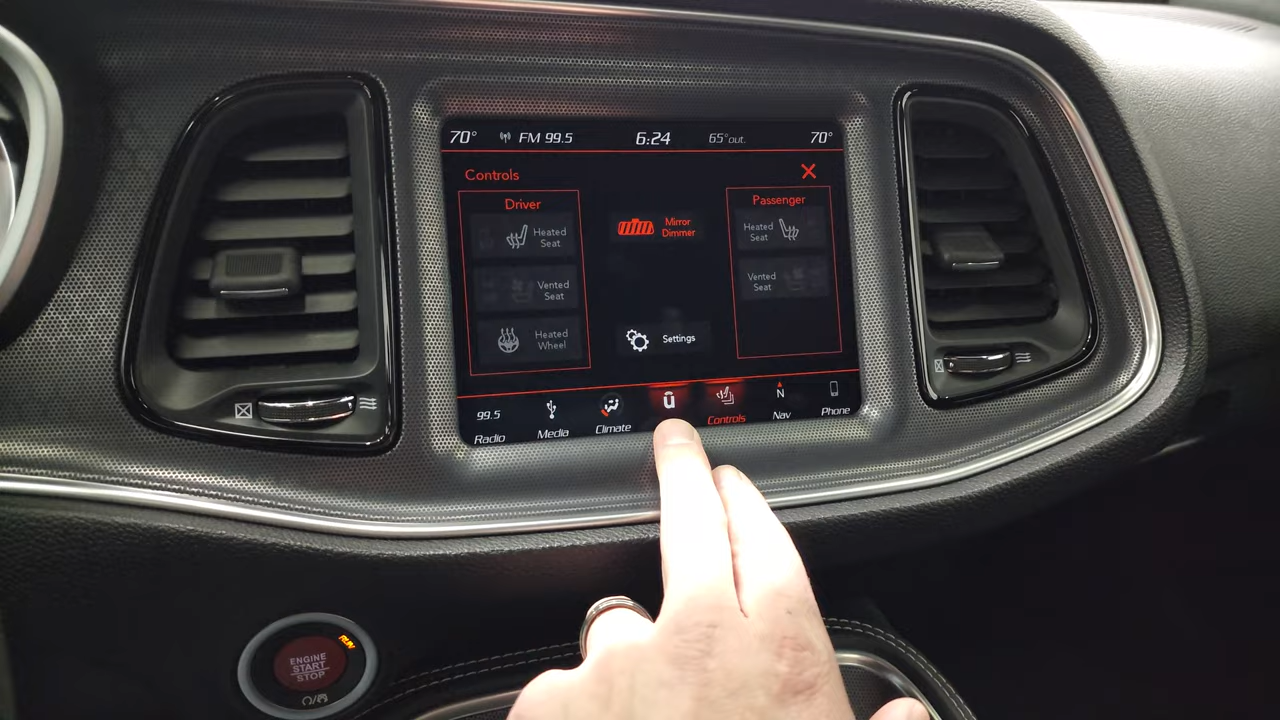 70° FM 99.5 6:24 65°out. 70°
Controls
Driver
Heated
Seat
Vented
Seat
Heated
Wheel
Mirror
Dimmer
Settings
Passenger
Heated
Seat
Vented
Seat
99.5
Radio
Media
Climate
Controls
N
Nav
Phone
RUN
ENGINE
START
STOP